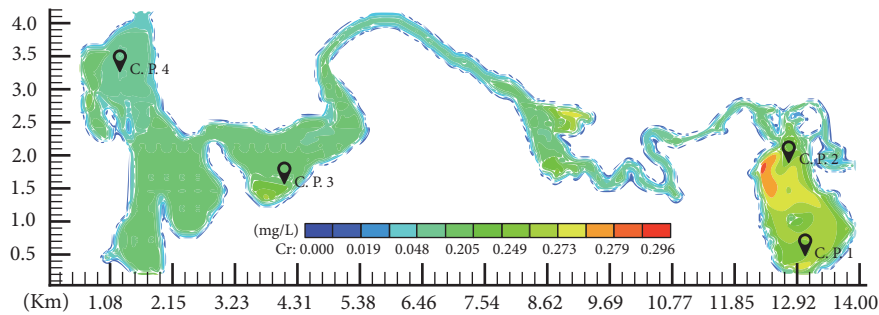 4.0
3.5
C. P. 4
3.0
2.5
2.0
C. P. 2
C. P. 3
1.5
1.0
(mg/L)
Cr: 0.000 0.019 0.048 0.205 0.249 0.273 0.279 0.296
0.5
C. P. 1
(Km) 1.08 2.15 3.23 4.31 5.38 6.46 7.54 8.62 9.69 10.77 11.85 12.92 14.00